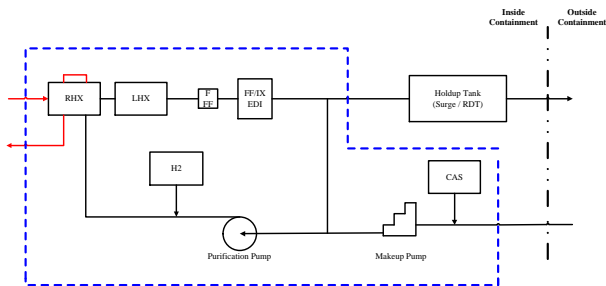 Inside
Containment
Outside
Containment
RHX
LHX
F
FF
FF/IX
EDI
Holdup Tank
(Surge / RDT)
H2
CAS
Purification Pump
Makeup Pump